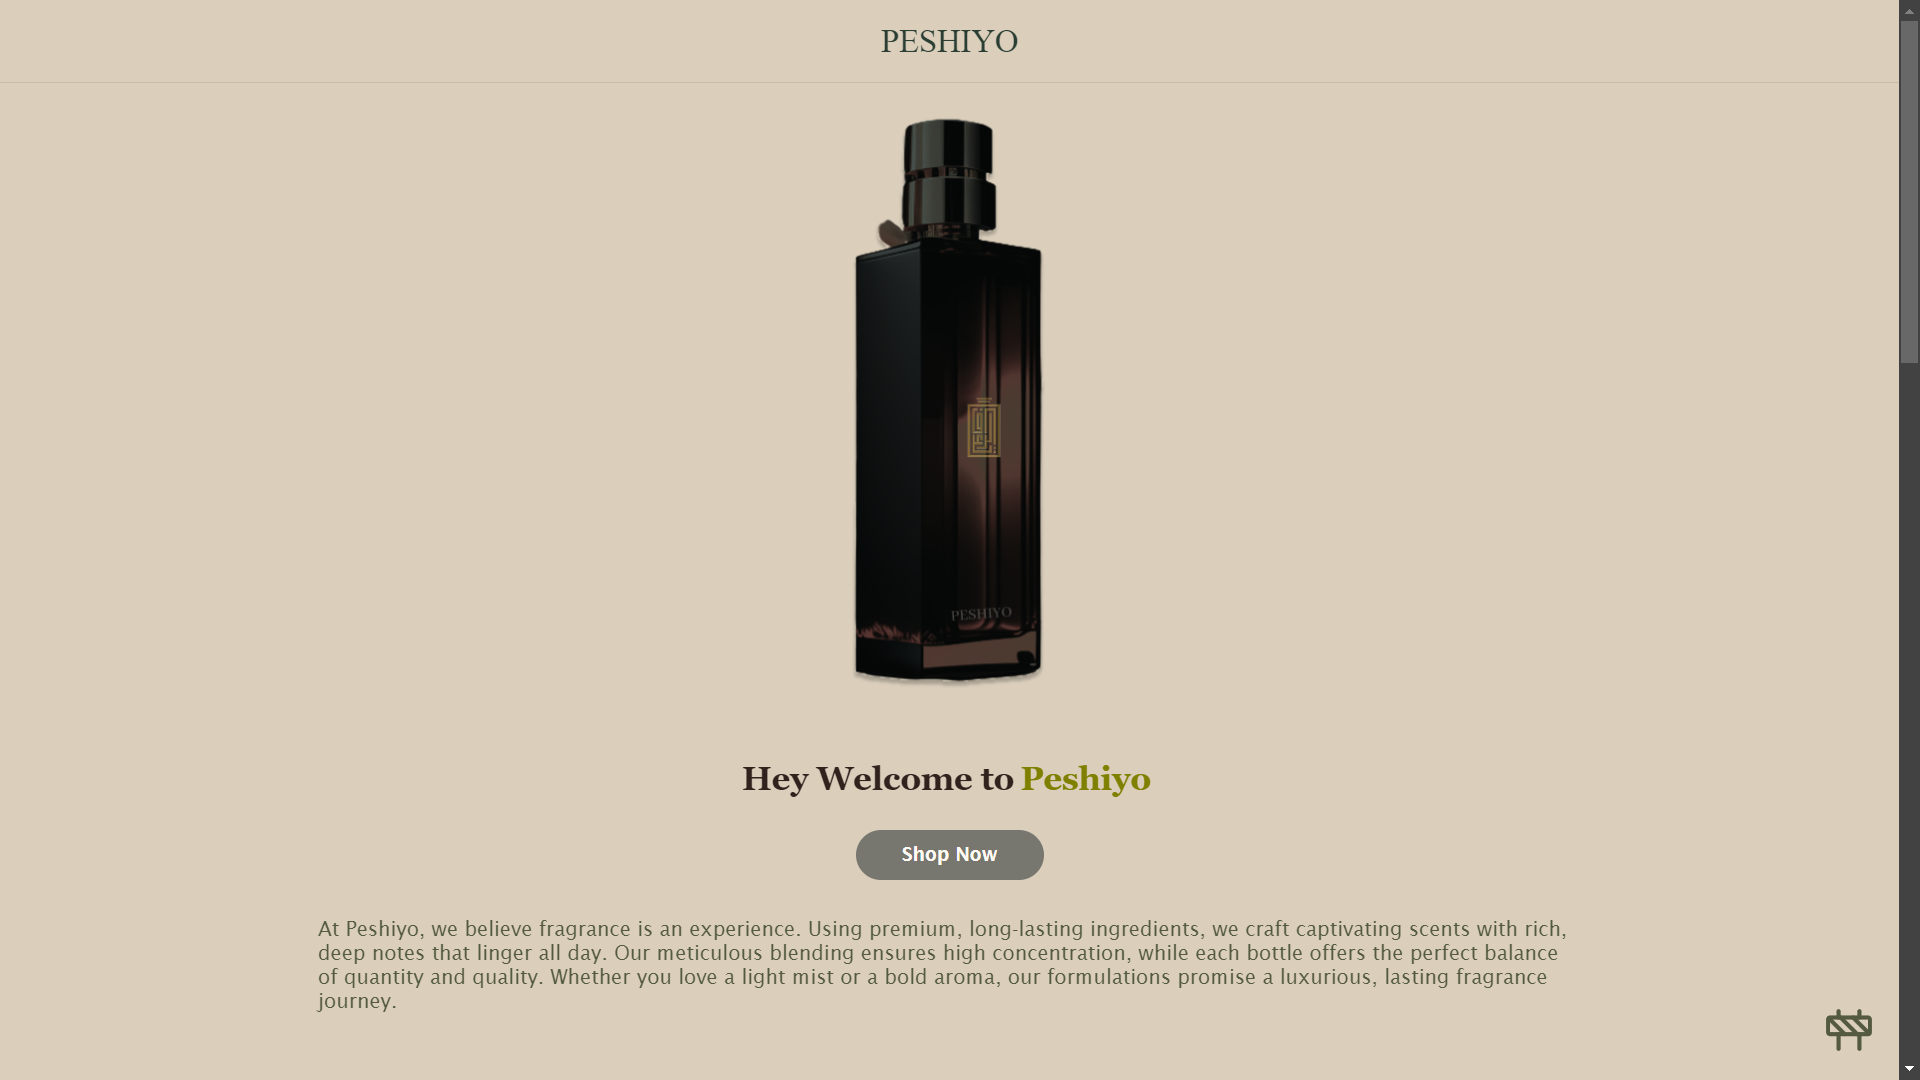 PESHIYO
PESHIYO
Hey Welcome to Peshiyo
Shop Now
At Peshiyo, we believe fragrance is an experience. Using premium, long-lasting ingredients, we craft captivating scents with rich,
deep notes that linger all day. Our meticulous blending ensures high concentration, while each bottle offers the perfect balance
of quantity and quality. Whether you love a light mist or a bold aroma, our formulations promise a luxurious, lasting fragrance
journey.